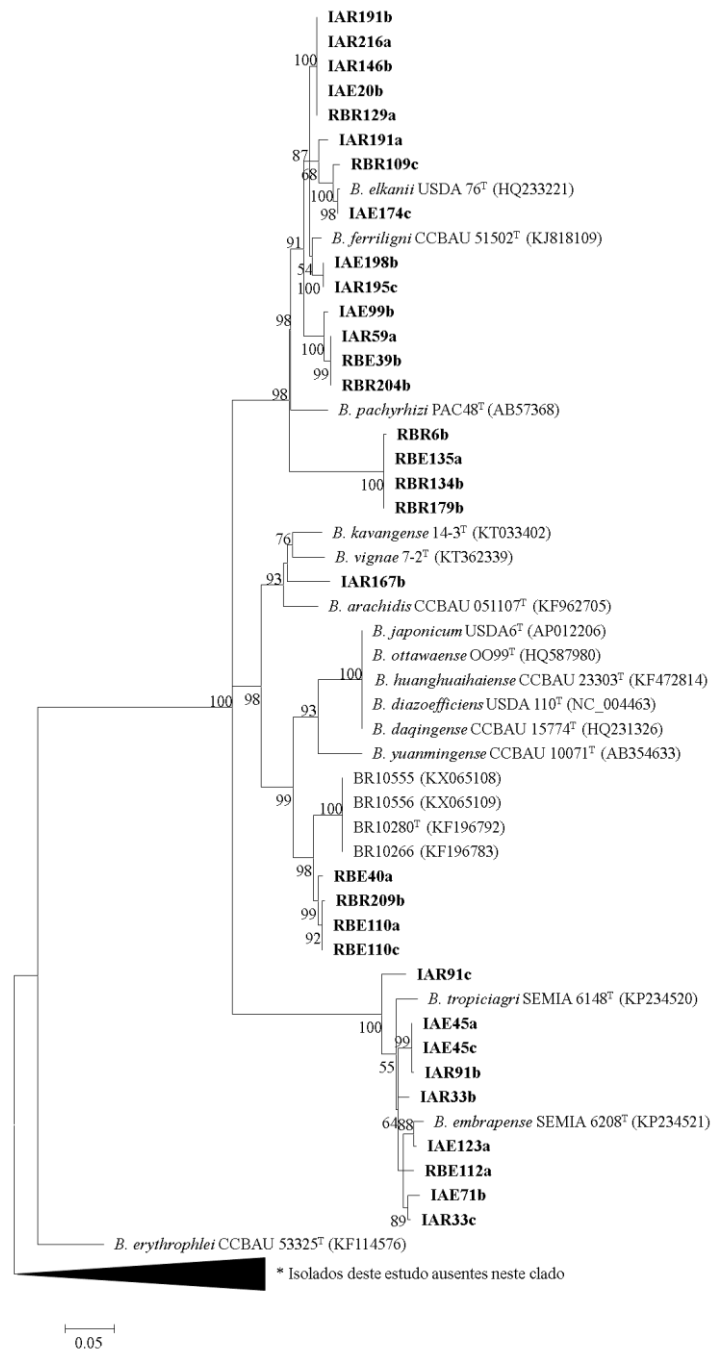 IAR191b
IAR216a
IAR146b
100
IAE20b
RBR129a
IAR191a
87
RBR109c
68
B. elkanii USDA 76T (HQ233221)
100
98
IAE174c
B. ferriligni CCBAU 51502T (KJ818109)
91
IAE198b
54
IAR195c
100
IAE99b
98
IAR59a
100
RBE39b
99
RBR204b
98
B. pachyrhizi PAC48T (AB57368)
RBR6b
RBE135a
RBR134b
100
RBR179b
B. kavangense 14-3T (KT033402)
76
B. vignae 7-2T (KT362339)
93
IAR167b
B. arachidis CCBAU 051107T (KF962705)
B. japonicum USDA6T (AP012206)
B. ottawaense OO99T (HQ587980)
100
B. huanghuaihaiense CCBAU 23303T (KF472814)
100
98
B. diazoefficiens USDA 110T (NC_004463)
93
B. daqingense CCBAU 15774T (HQ231326)
B. yuanmingense CCBAU 10071T (AB354633)
BR10555 (KX065108)
99
100
BR10556 (KX065109)
BR10280T (KF196792)
BR10266 (KF196783)
98
RBE40a
RBR209b
99
RBE110a
92
RBE110c
IAR91c
B. tropiciagri SEMIA 6148T (KP234520)
100
IAE45a
99
IAE45c
55
IAR91b
IAR33b
6488
B. embrapense SEMIA 6208T (KP234521)
IAE123a
RBE112a
IAE71b
89
IAR33c
B. erythrophlei CCBAU 53325T (KF114576)
* Isolados deste estudo ausentes neste clado
0.05